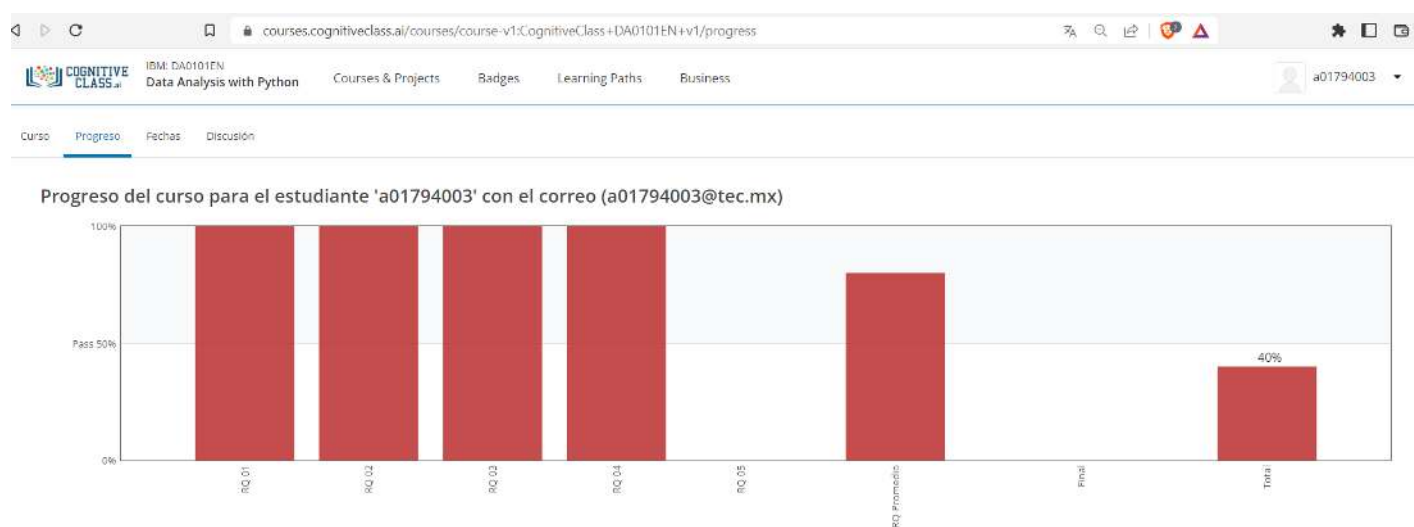 courses.cognitiveclass.ai/courses/course-v1:CognitiveClass+DA0101EN+v1/progress
COGNITIVE CLASS.ai
IBM: DA0101EN
Data Analysis with Python
Courses & Projects
Badges
Learning Paths
Business
a01794003
Curso
Progreso
Fechas
Discusión
Progreso del curso para el estudiante 'a01794003' con el correo (a01794003@tec.mx)
100%
Pass 50%
0%
40%
RQ 01
RQ 02
RQ 03
RQ 04
RQ 05
RQ Promedio
Final
Total